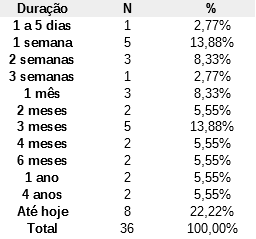 Duração N %
1 a 5 dias 1 2,77%
1 semana 5 13,88%
2 semanas 3 8,33%
3 semanas 1 2,77%
1 mês 3 8,33%
2 meses 2 5,55%
3 meses 5 13,88%
4 meses 2 5,55%
6 meses 2 5,55%
1 ano 2 5,55%
4 anos 2 5,55%
Até hoje 8 22,22%
Total 36 100,00%